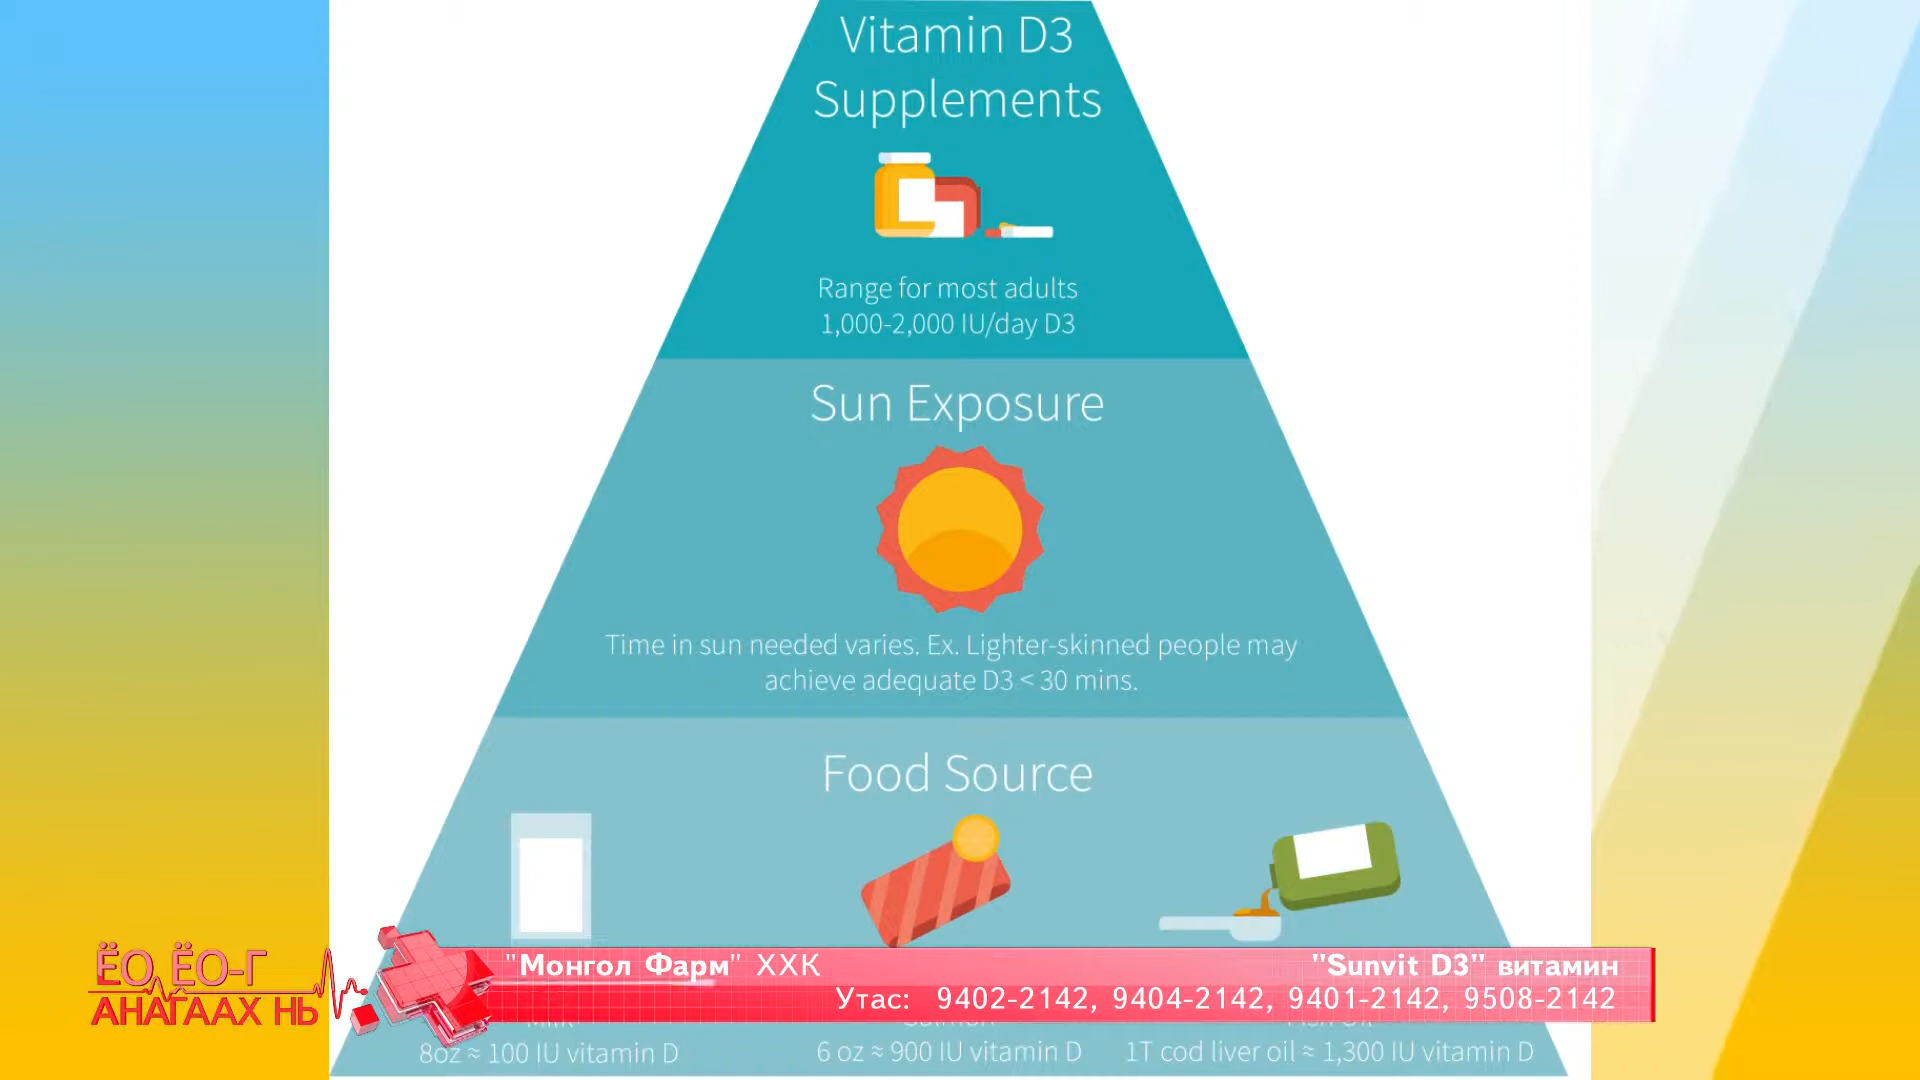 Vitamin D3
Supplements
Range for most adults
1,000-2,000 IU/day D3
Sun Exposure
Time in sun needed varies. Ex. Lighter-skinned people may
achieve adequate D3 < 30 mins.
Food Source
ЁО ЁО-Г
АНАГААХ НЬ
"Монгол Фарм" ХХК
"Sunvit D3" витамин
Утас: 9402-2142, 9404-2142, 9401-2142, 9508-2142
8oz ≈ 100 IU vitamin D
6 oz ≈ 900 IU vitamin D
1T cod liver oil ≈ 1,300 IU vitamin D